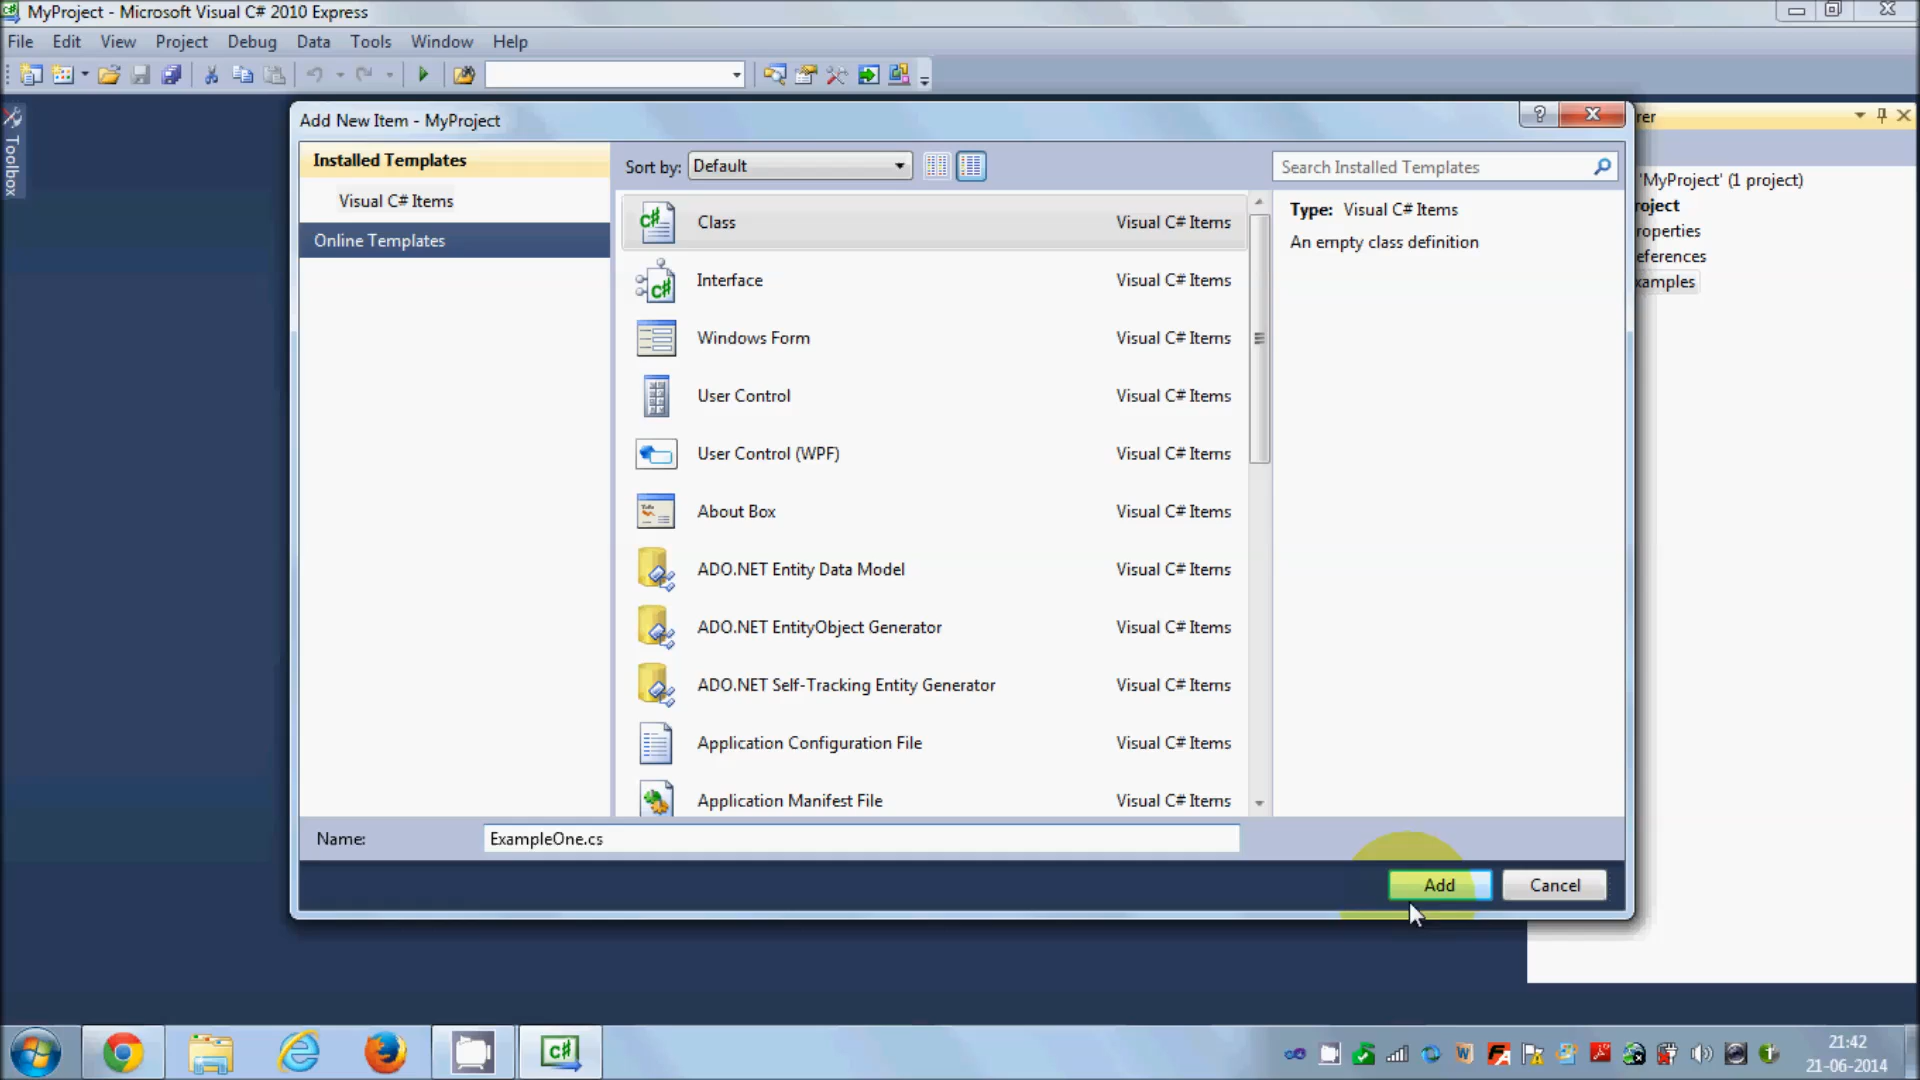 MyProject - Microsoft Visual C# 2010 Express
File Edit View Project Debug Data Tools Window Help
Toolbox
Add New Item - MyProject
rer
Installed Templates
Visual C# Items
Online Templates
Sort by: Default
Search Installed Templates
Class Visual C# Items
Interface Visual C# Items
Windows Form Visual C# Items
User Control Visual C# Items
User Control (WPF) Visual C# Items
About Box Visual C# Items
ADO.NET Entity Data Model Visual C# Items
ADO.NET EntityObject Generator Visual C# Items
ADO.NET Self-Tracking Entity Generator Visual C# Items
Application Configuration File Visual C# Items
Application Manifest File Visual C# Items
Type: Visual C# Items
An empty class definition
'MyProject' (1 project)
roject
roperties
eferences
xamples
Name: ExampleOne.cs
Add Cancel
21:42
21-06-2014